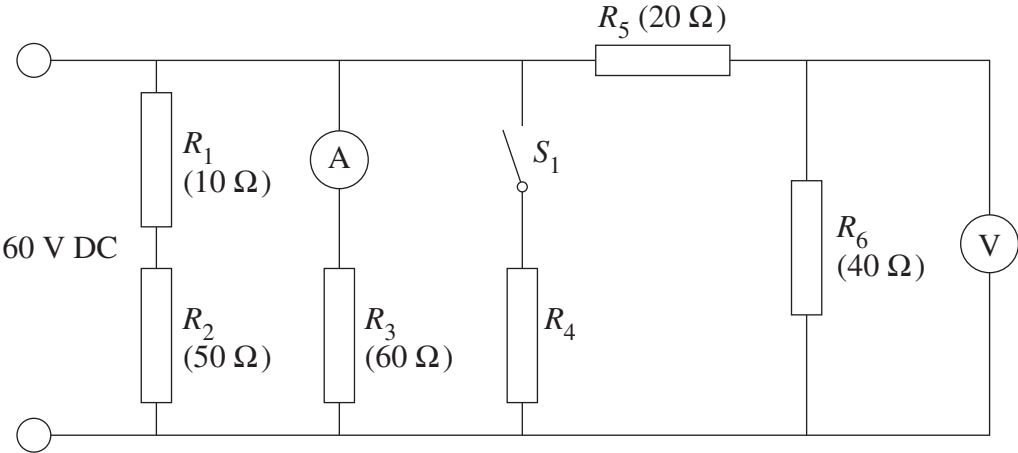 R₅ (20 Ω)
R₁
(10 Ω)
A
S₁
60 V DC
R₂
(50 Ω)
R₃
(60 Ω)
R₄
R₆
(40 Ω)
V